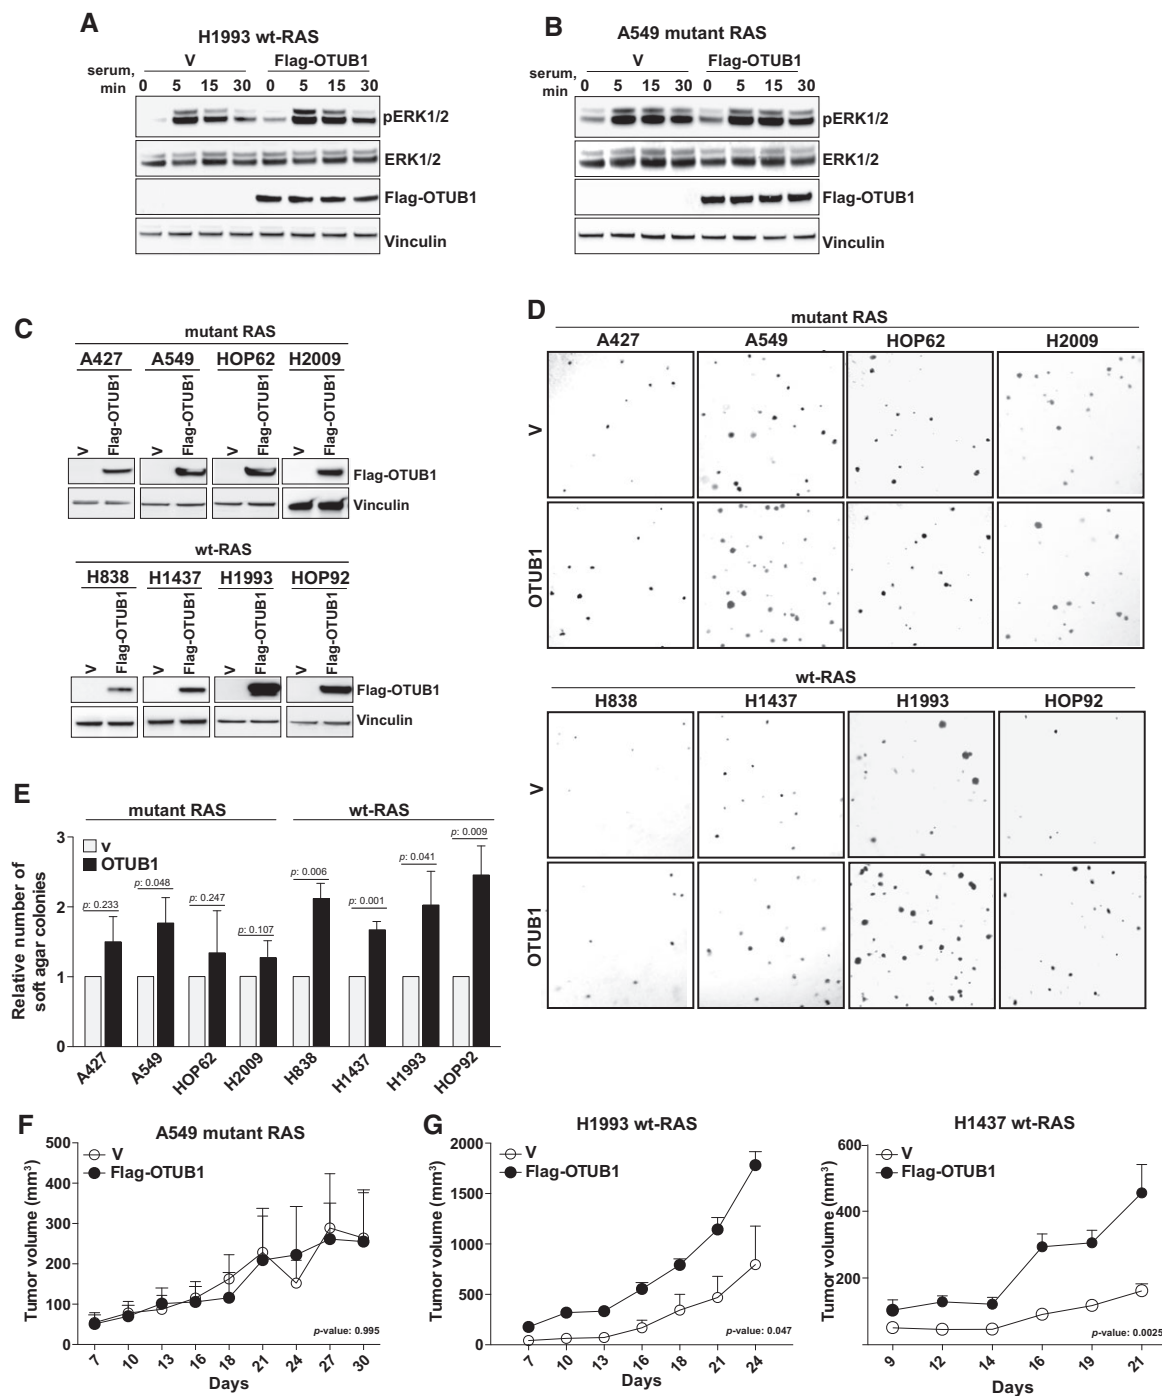 A
H1993 wt-RAS
V Flag-OTUB1
serum, min 0 5 15 30 0 5 15 30
pERK1/2
ERK1/2
Flag-OTUB1
Vinculin
B
A549 mutant RAS
V Flag-OTUB1
serum, min 0 5 15 30 0 5 15 30
pERK1/2
ERK1/2
Flag-OTUB1
Vinculin
C
mutant RAS
A427 A549 HOP62 H2009
V Flag-OTUB1 V Flag-OTUB1 V Flag-OTUB1 V Flag-OTUB1
Flag-OTUB1
Vinculin
wt-RAS
H838 H1437 H1993 HOP92
V Flag-OTUB1 V Flag-OTUB1 V Flag-OTUB1 V Flag-OTUB1
Flag-OTUB1
Vinculin
D
mutant RAS
A427 A549 HOP62 H2009
V
OTUB1
wt-RAS
H838 H1437 H1993 HOP92
V
OTUB1
E
mutant RAS wt-RAS
Relative number of
soft agar colonies
3
2
1
0
v
OTUB1
p: 0.233
p: 0.048
p: 0.247
p: 0.107
p: 0.006
p: 0.001
p: 0.041
p: 0.009
A427 A549 HOP62 H2009 H838 H1437 H1993 HOP92
F
A549 mutant RAS
Tumor volume (mm³)
500
400
300
200
100
0
V
Flag-OTUB1
p-value: 0.995
7 10 13 16 18 21 24 27 30
Days
G
H1993 wt-RAS
Tumor volume (mm³)
2000
1500
1000
500
0
V
Flag-OTUB1
p-value: 0.047
7 10 13 16 18 21 24
Days
H1437 wt-RAS
Tumor volume (mm³)
600
400
200
V
Flag-OTUB1
p-value: 0.0025
9 12 14 16 19 21
Days